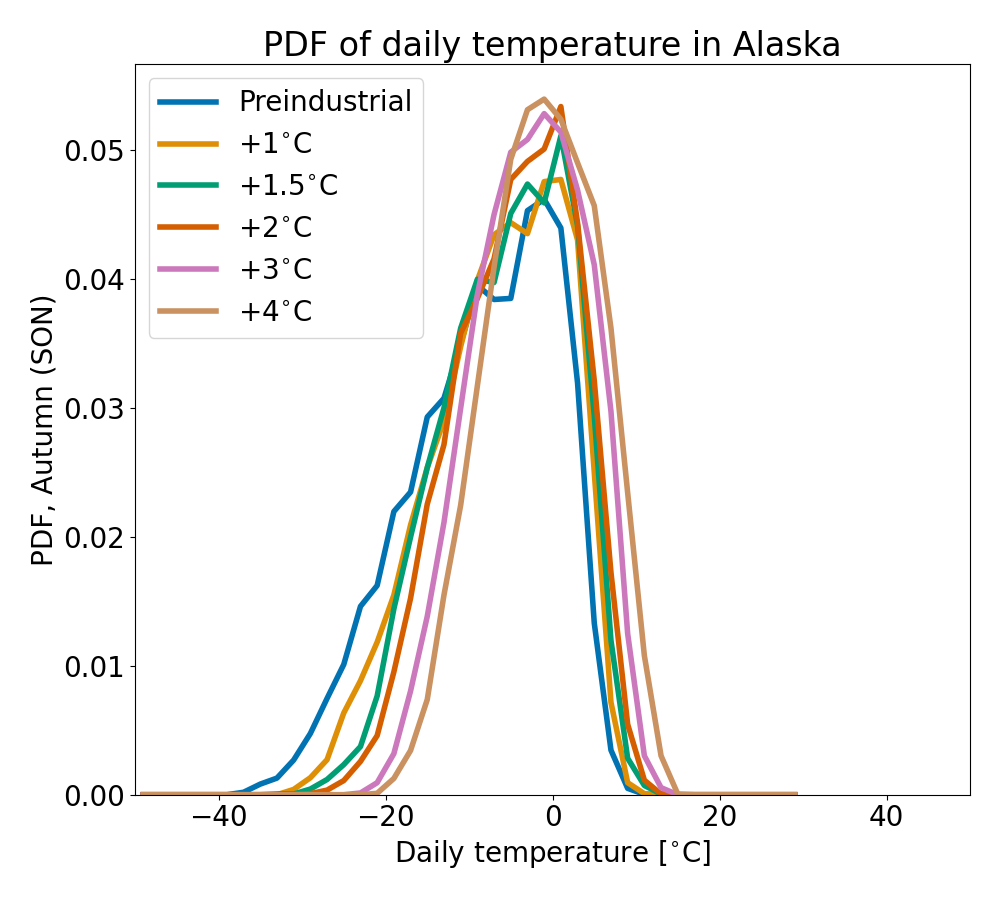 PDF of daily temperature in Alaska
Preindustrial
+1°C
+1.5°C
+2°C
+3°C
+4°C
PDF, Autumn (SON)
0.05
0.04
0.03
0.02
0.01
0.00
−40 −20 0 20 40
Daily temperature [°C]